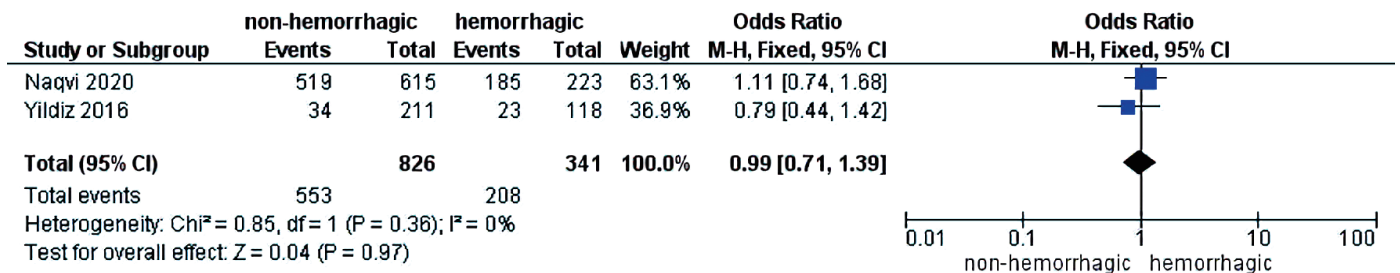 non-hemorrhagic hemorrhagic Odds Ratio Odds Ratio
Study or Subgroup Events Total Events Total Weight M-H, Fixed, 95% CI M-H, Fixed, 95% CI
Naqvi 2020 519 615 185 223 63.1% 1.11 [0.74, 1.68]
Yildiz 2016 34 211 23 118 36.9% 0.79 [0.44, 1.42]
Total (95% CI) 826 341 100.0% 0.99 [0.71, 1.39]
Total events 553 208
Heterogeneity: Chi² = 0.85, df = 1 (P = 0.36); I² = 0%
Test for overall effect: Z = 0.04 (P = 0.97)
0.01 0.1 1 10 100
non-hemorrhagic hemorrhagic